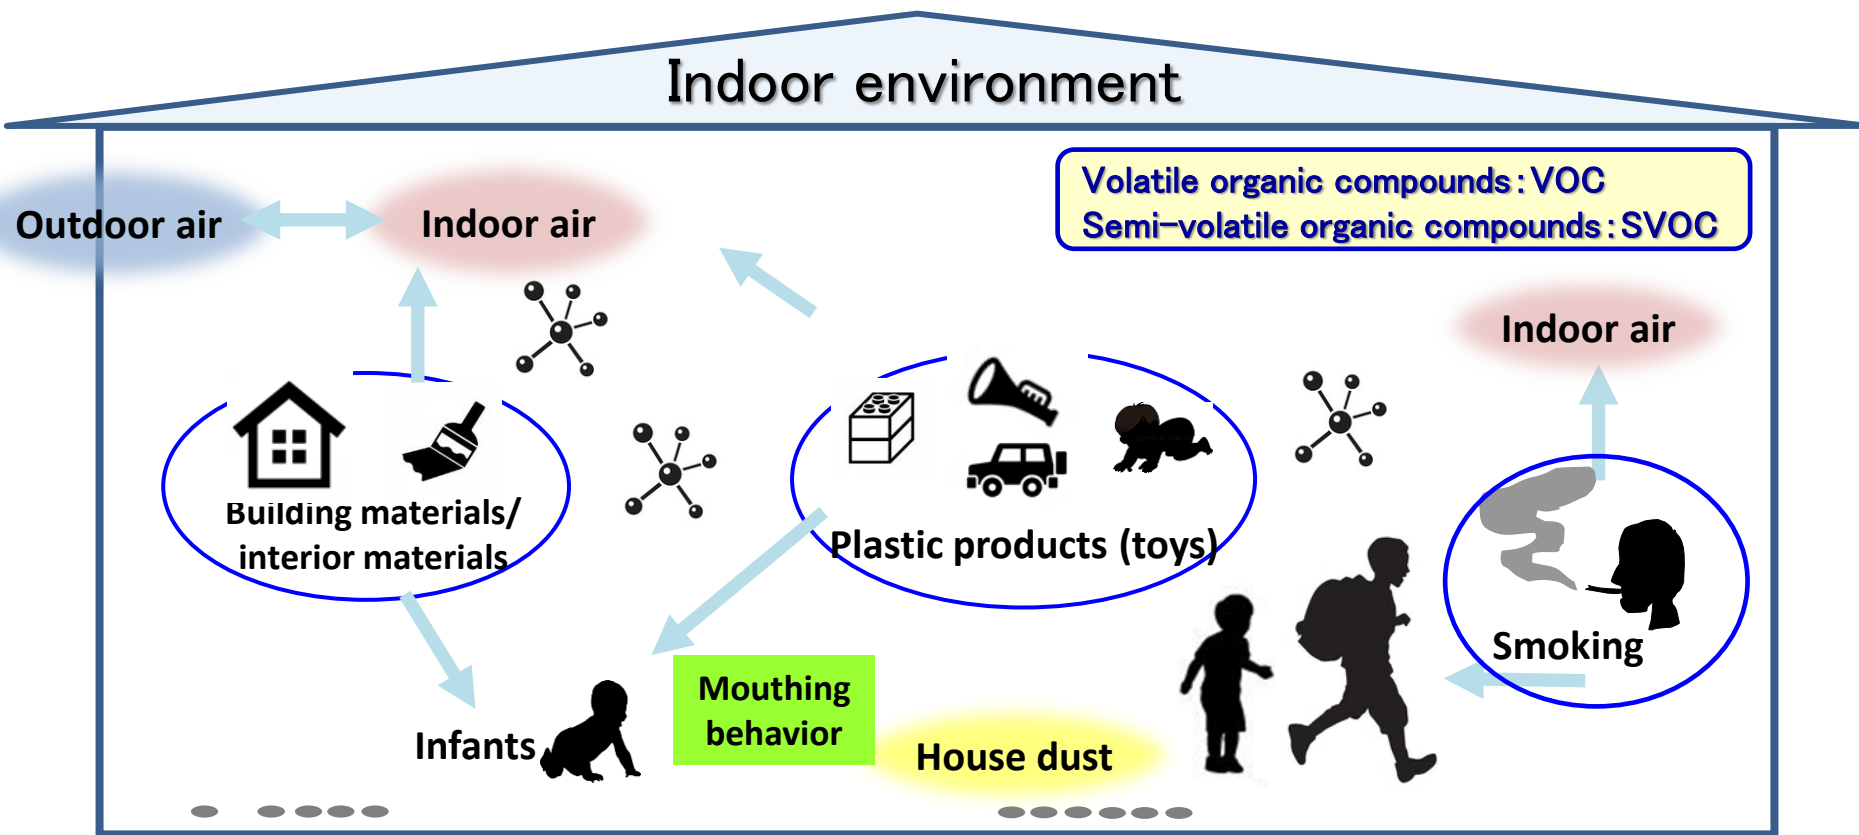 Indoor environment
Volatile organic compounds：VOC
Semi-volatile organic compounds：SVOC
Outdoor air
Indoor air
Indoor air
Building materials/
interior materials
Plastic products (toys)
Smoking
Mouthing
behavior
Infants
House dust